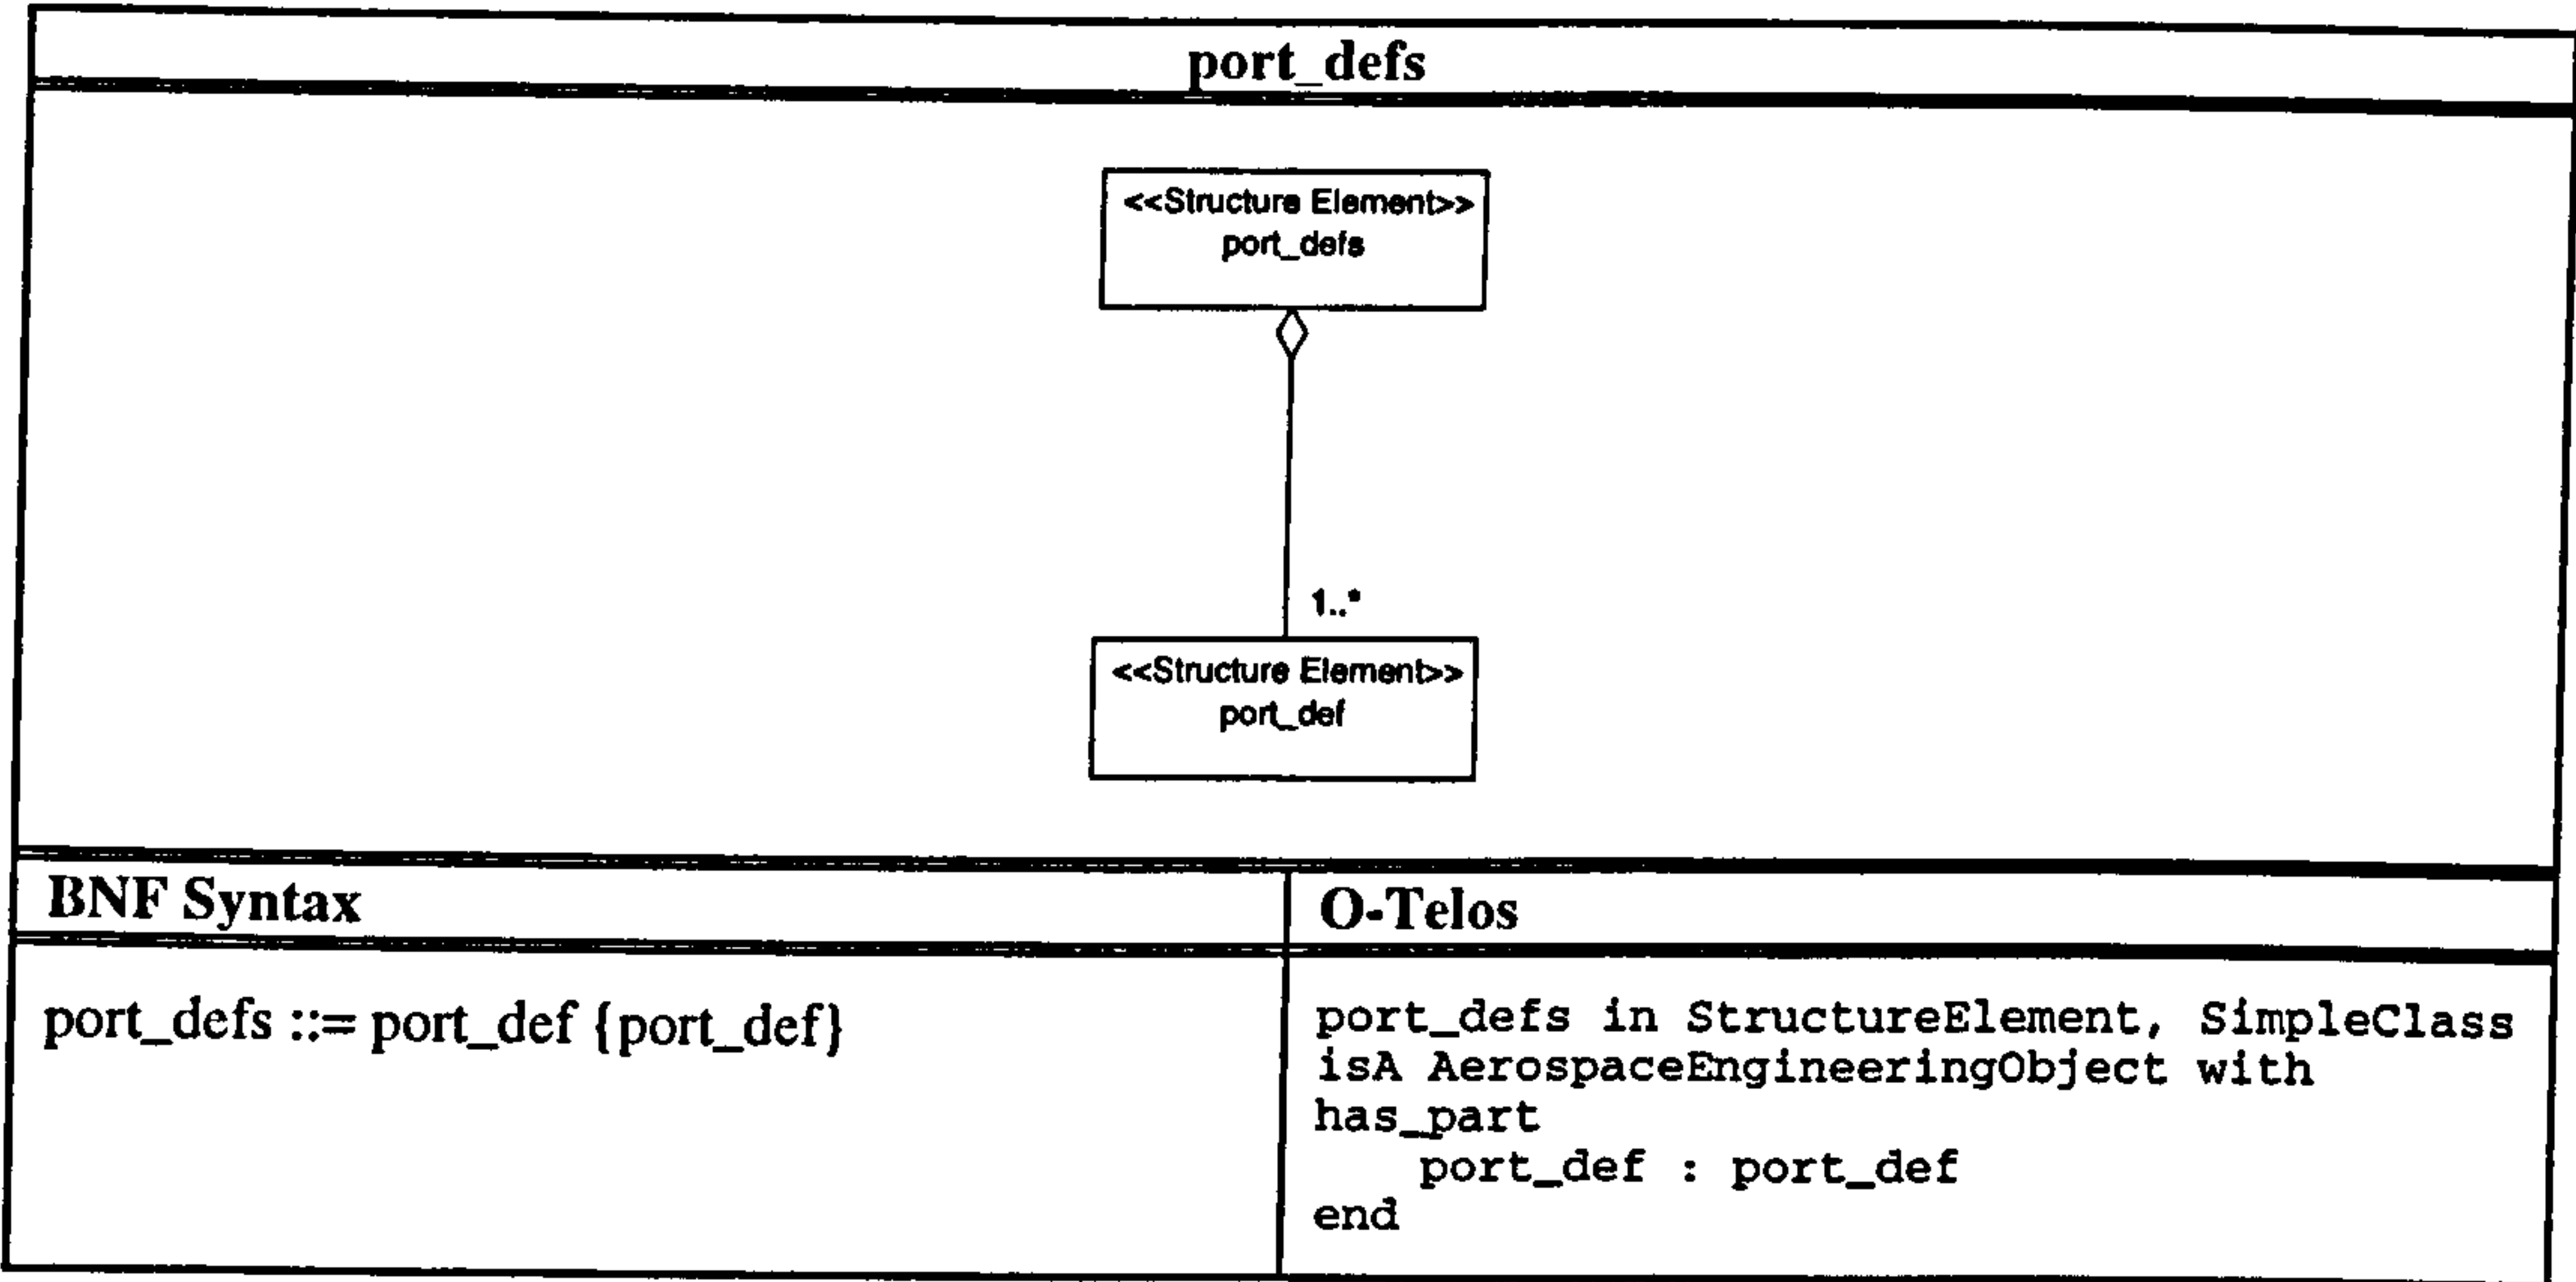 port_defs
<<Structure Element>>
port_defs
1..*
<<Structure Element>>
port_def
BNF Syntax
O-Telos
port_defs ::= port_def {port_def}
port_defs in StructureElement, SimpleClass
isA AerospaceEngineeringObject with
has_part
port_def : port_def
end